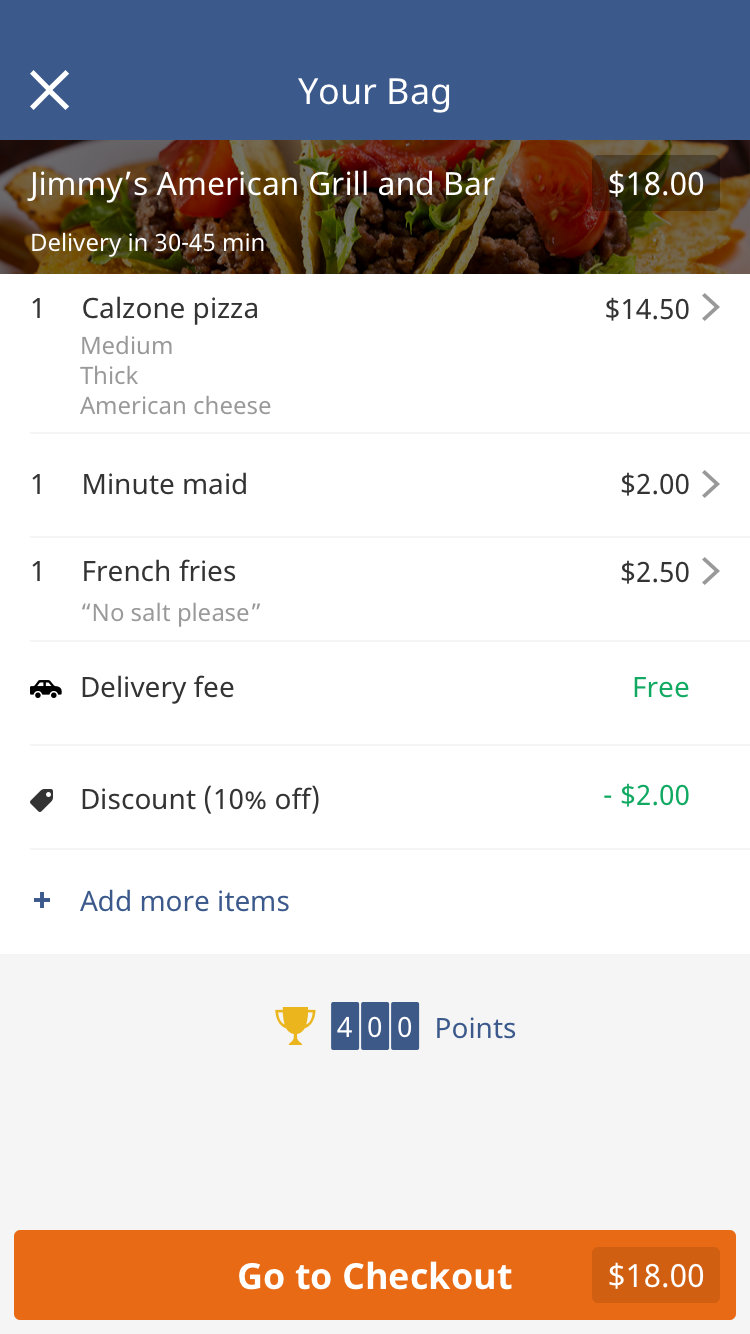 Your Bag
Jimmy’s American Grill and Bar $18.00
Delivery in 30-45 min
1 Calzone pizza $14.50
Medium
Thick
American cheese
1 Minute maid $2.00
1 French fries $2.50
“No salt please”
Delivery fee Free
Discount (10% off) - $2.00
+ Add more items
400 Points
Go to Checkout $18.00